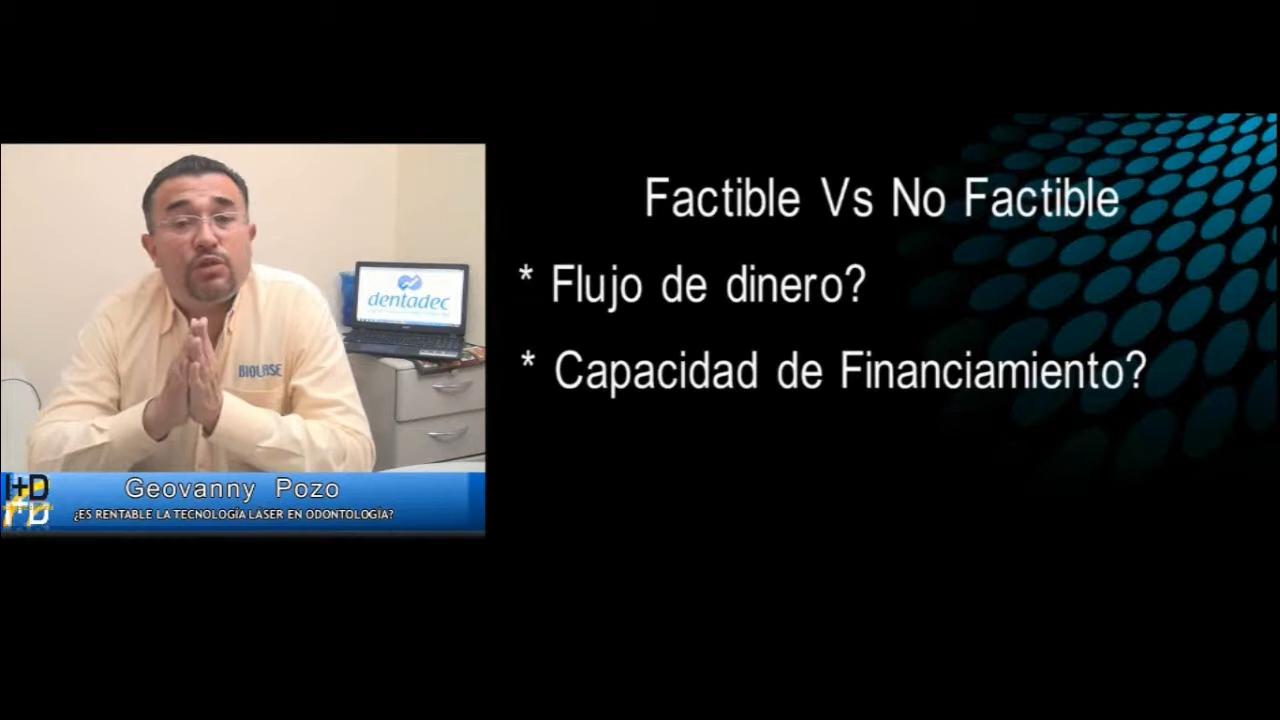 Factible Vs No Factible
* Flujo de dinero?
* Capacidad de Financiamiento?
dentadec
BIOLASE
I+D
Geovanny Pozo
¿ES RENTABLE LA TECNOLOGÍA LÁSER EN ODONTOLOGÍA?